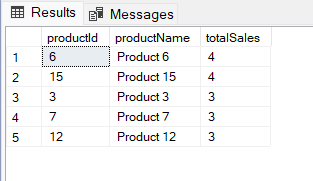 Results Messages
productId productName totalSales
1 6 Product 6 4
2 15 Product 15 4
3 3 Product 3 3
4 7 Product 7 3
5 12 Product 12 3